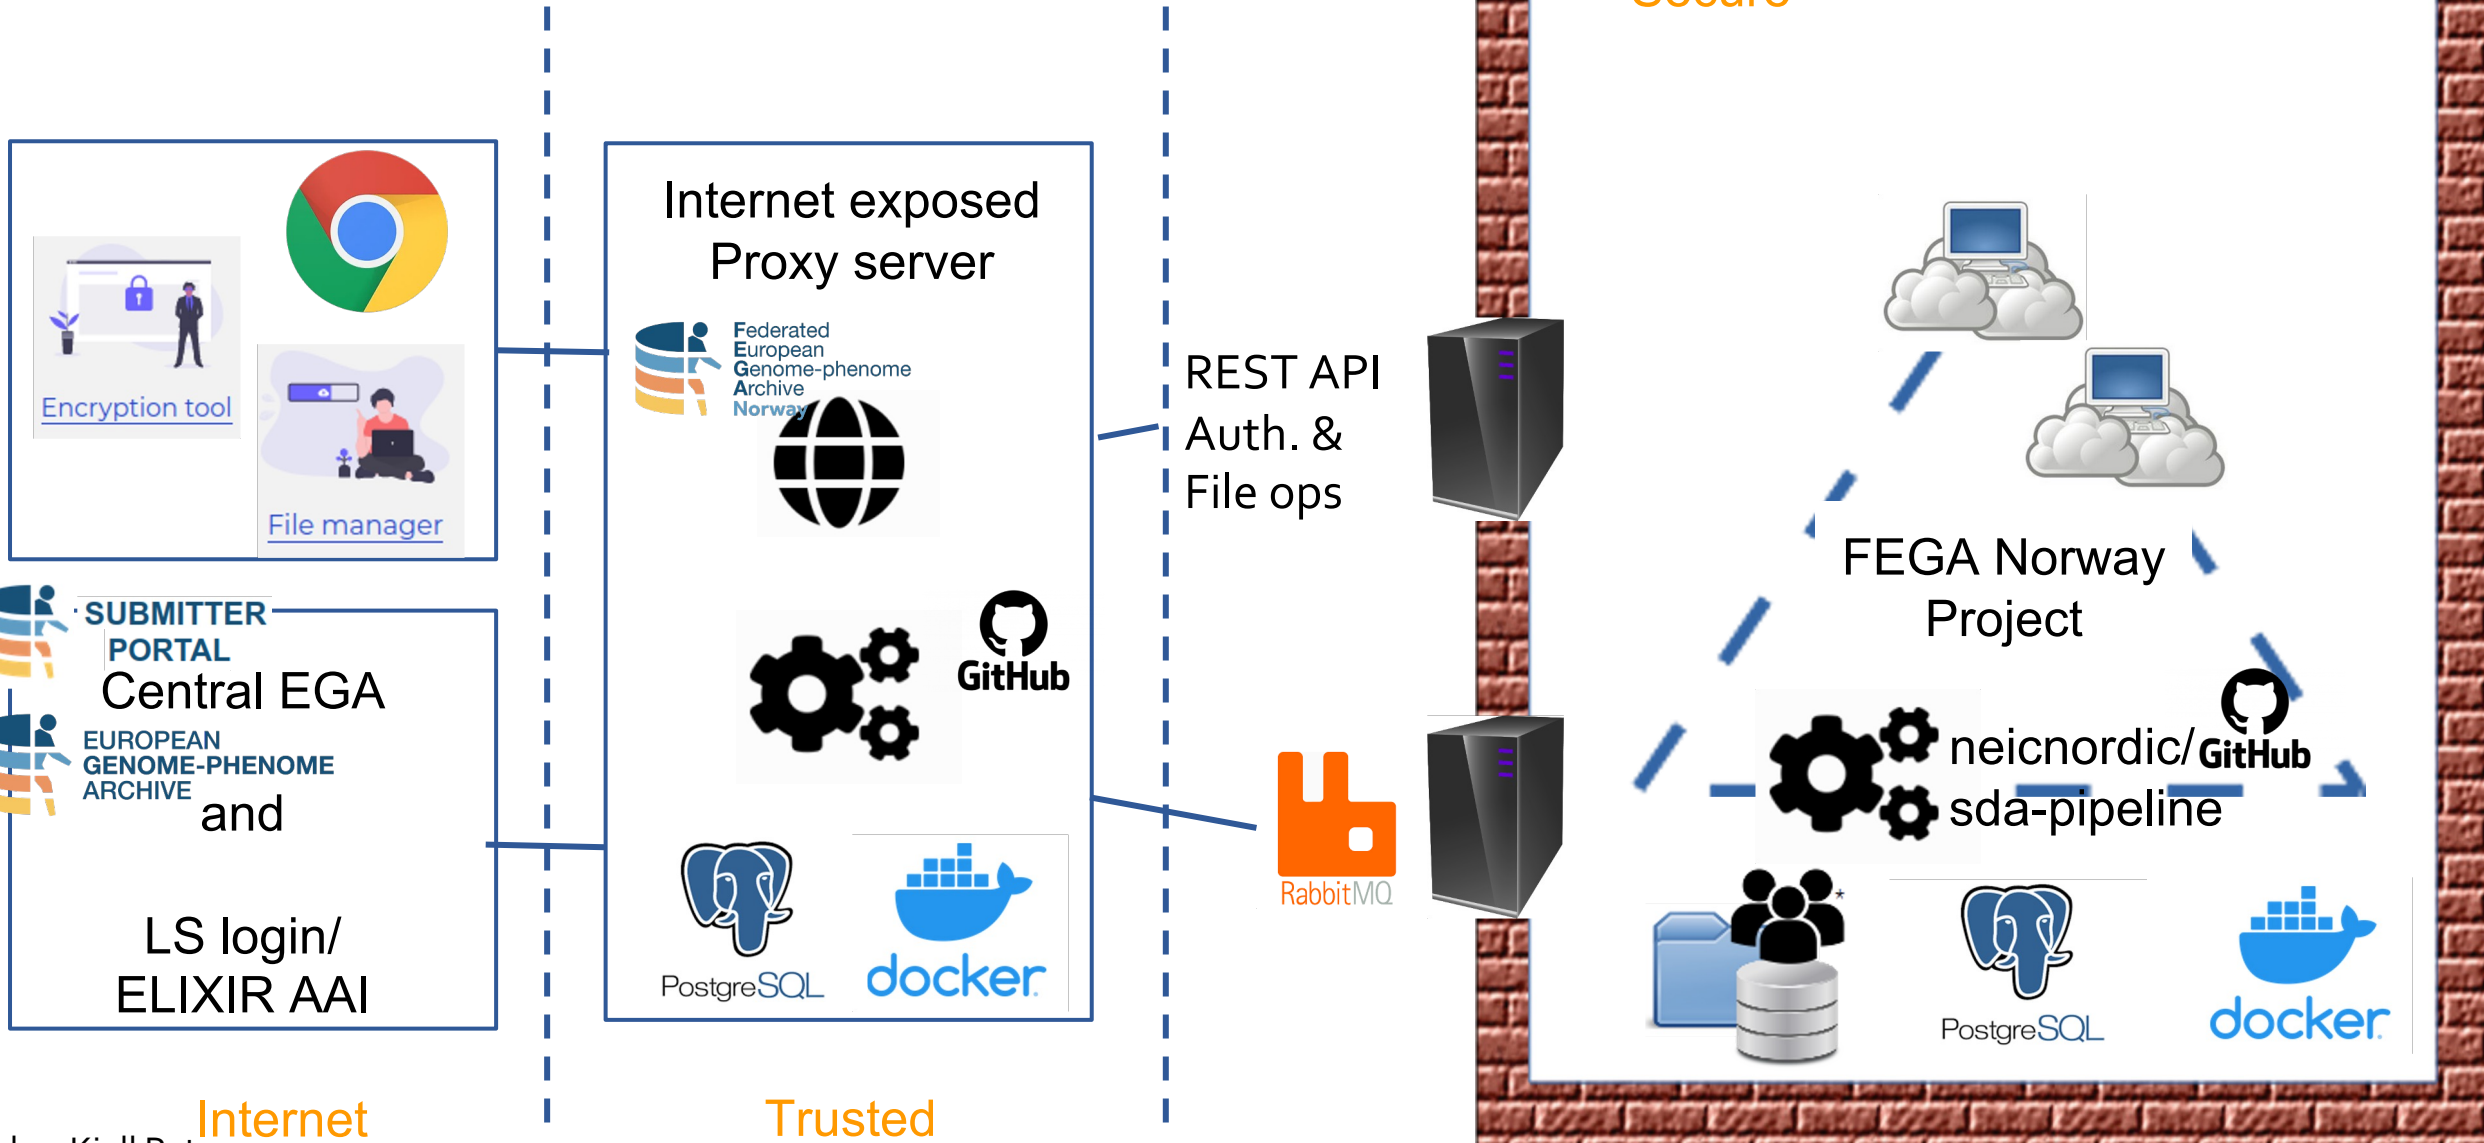 Encryption tool
File manager
SUBMITTER
PORTAL
Central EGA
EUROPEAN
GENOME-PHENOME
ARCHIVE
and
LS login/
ELIXIR AAI
Internet
Internet exposed
Proxy server
Federated
European
Genome-phenome
Archive
Norway
GitHub
PostgreSQL
docker
Trusted
REST API
Auth. &
File ops
RabbitMQ
FEGA Norway
Project
neicnordic/
GitHub
sda-pipeline
*
PostgreSQL
docker